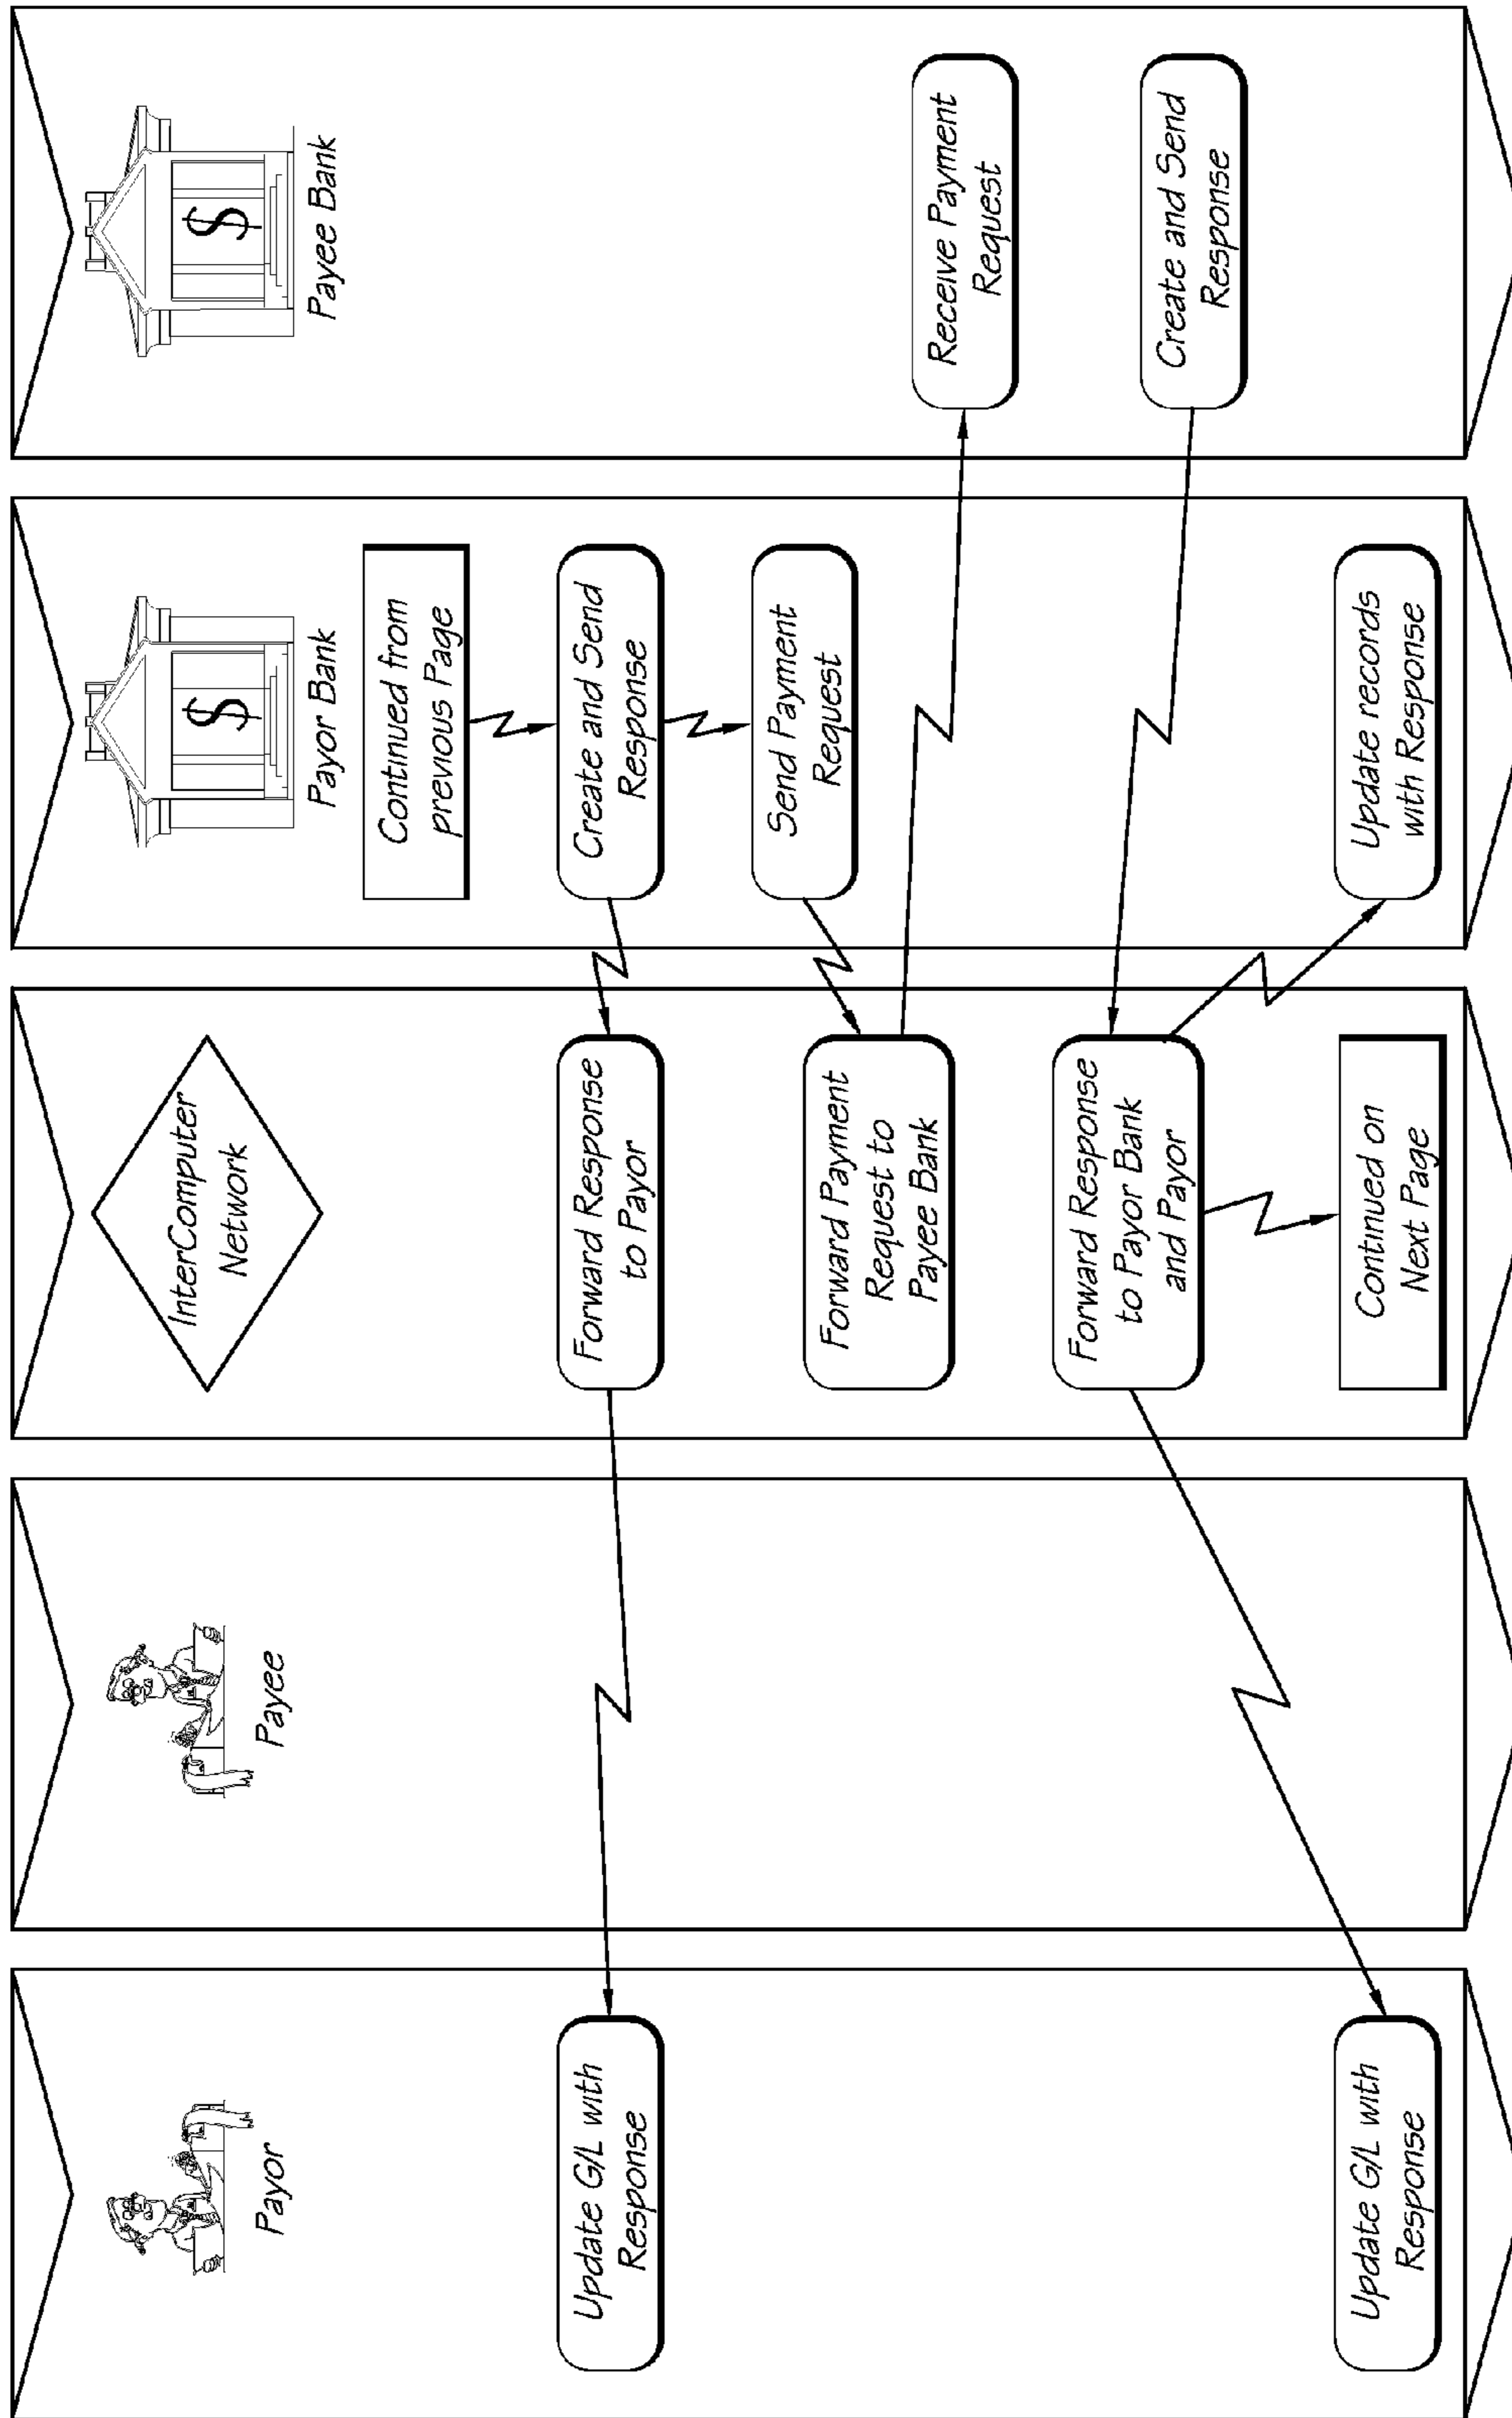 Payor
Payee
InterComputer
Network
Payor Bank
Payee Bank
Continued from
previous Page
Update G/L with
Response
Forward Response
to Payor
Create and Send
Response
Send Payment
Request
Forward Payment
Request to
Payee Bank
Receive Payment
Request
Forward Response
to Payor Bank
and Payor
Create and Send
Response
Update G/L with
Response
Continued on
Next Page
Update records
with Response
$
$